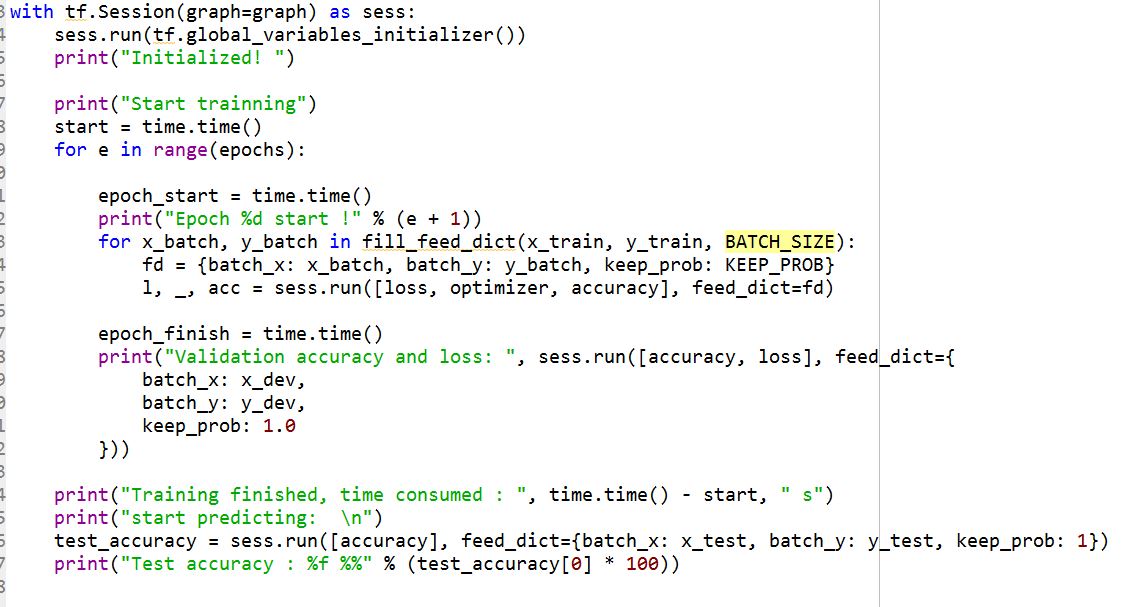 with tf.Session(graph=graph) as sess:
    sess.run(tf.global_variables_initializer())
    print("Initialized! ")

    print("Start trainning")
    start = time.time()
    for e in range(epochs):

        epoch_start = time.time()
        print("Epoch %d start !" % (e + 1))
        for x_batch, y_batch in fill_feed_dict(x_train, y_train, BATCH_SIZE):
            fd = {batch_x: x_batch, batch_y: y_batch, keep_prob: KEEP_PROB}
            l, _, acc = sess.run([loss, optimizer, accuracy], feed_dict=fd)

        epoch_finish = time.time()
        print("Validation accuracy and loss: ", sess.run([accuracy, loss], feed_dict={
            batch_x: x_dev,
            batch_y: y_dev,
            keep_prob: 1.0
        }))

    print("Training finished, time consumed : ", time.time() - start, " s")
    print("start predicting:  \n")
    test_accuracy = sess.run([accuracy], feed_dict={batch_x: x_test, batch_y: y_test, keep_prob: 1})
    print("Test accuracy : %f %%" % (test_accuracy[0] * 100))